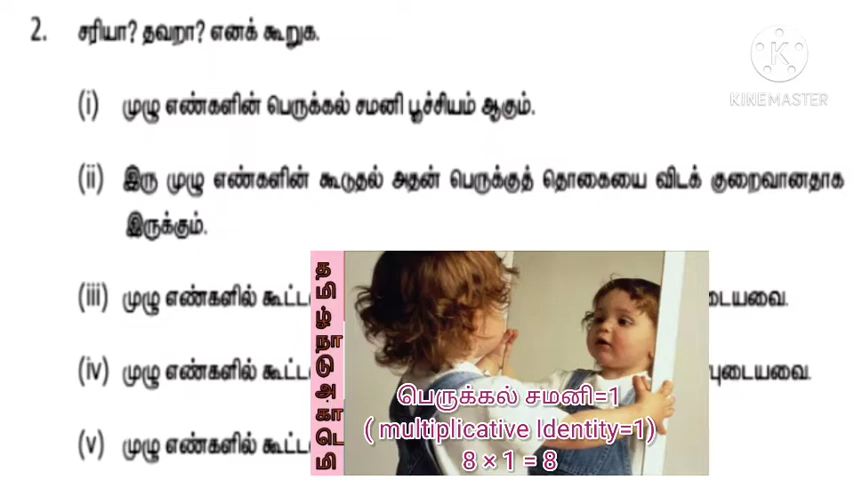 2. சரியா? தவறா? எனக் கூறுக.
KINEMASTER
(i) முழு எண்களின் பெருக்கல் சமனி பூச்சியம் ஆகும்.
(ii) இரு முழு எண்களின் கூடுதல் அதன் பெருக்குத் தொகையை விடக் குறைவானதாக
இருக்கும்.
(iii) முழு எண்களில் கூட்ட டையவை.
(iv) முழு எண்களில் கூட்ட புடையவை.
(v) முழு எண்களில் கூட்ட
தமிழ்நாடு அகாடெமி
பெருக்கல் சமனி=1
( multiplicative Identity=1)
8 × 1 = 8